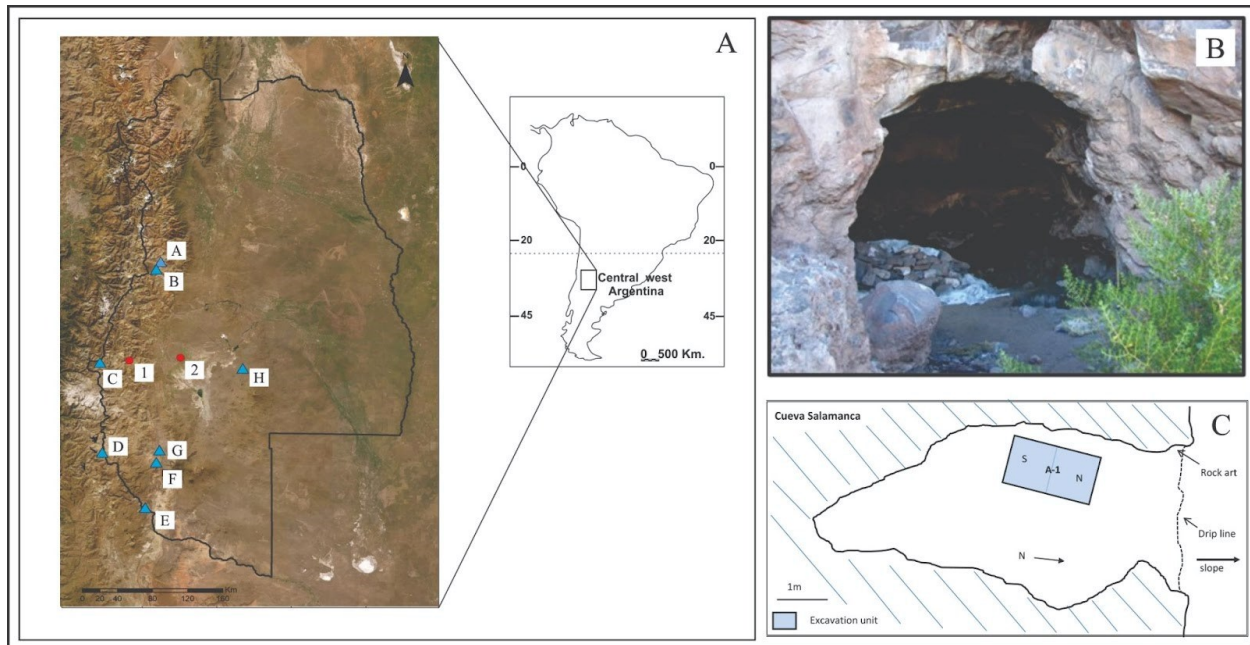 A
A
B
C
1
2
H
D
G
F
E
0 20 40 80 120 160
Km
0
0
20
20
Central west
Argentina
45
45
0 500 Km.
B
Cueva Salamanca
C
S
A-1
N
Rock art
Drip line
N
slope
1m
Excavation unit